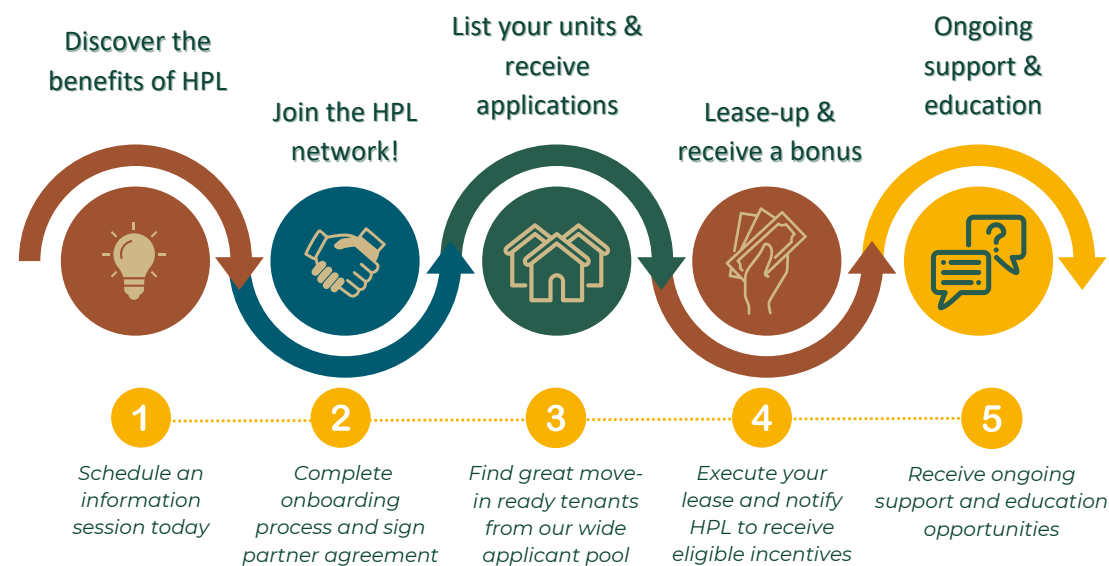 Discover the
benefits of HPL
Join the HPL
network!
List your units &
receive
applications
Lease-up &
receive a bonus
Ongoing
support &
education
?
1
Schedule an
information
session today
2
Complete
onboarding
process and sign
partner agreement
3
Find great move-
in ready tenants
from our wide
applicant pool
4
Execute your
lease and notify
HPL to receive
eligible incentives
5
Receive ongoing
support and education
opportunities